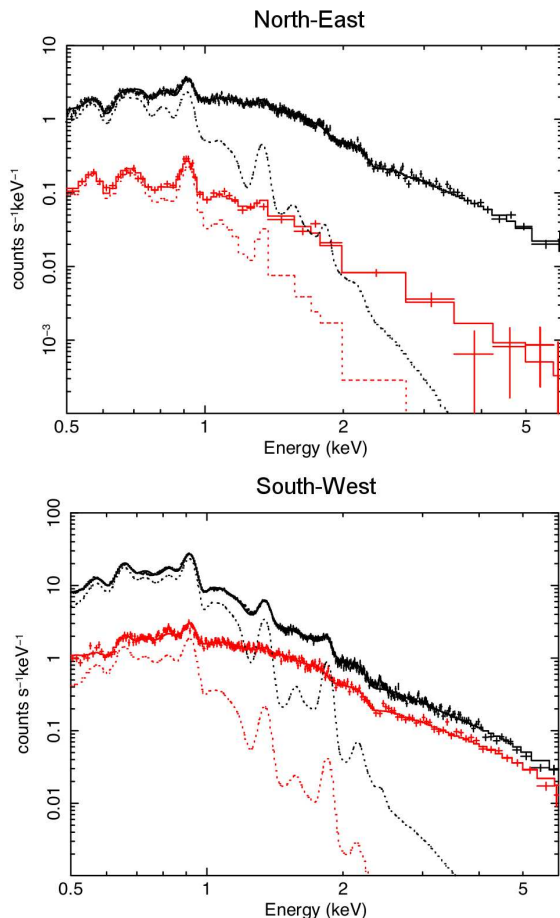 North-East
counts s⁻¹keV⁻¹
10
1
0.1
0.01
10⁻³
0.5 1 2 5
Energy (keV)
South-West
counts s⁻¹keV⁻¹
100
10
1
0.1
0.01
0.5 1 2 5
Energy (keV)